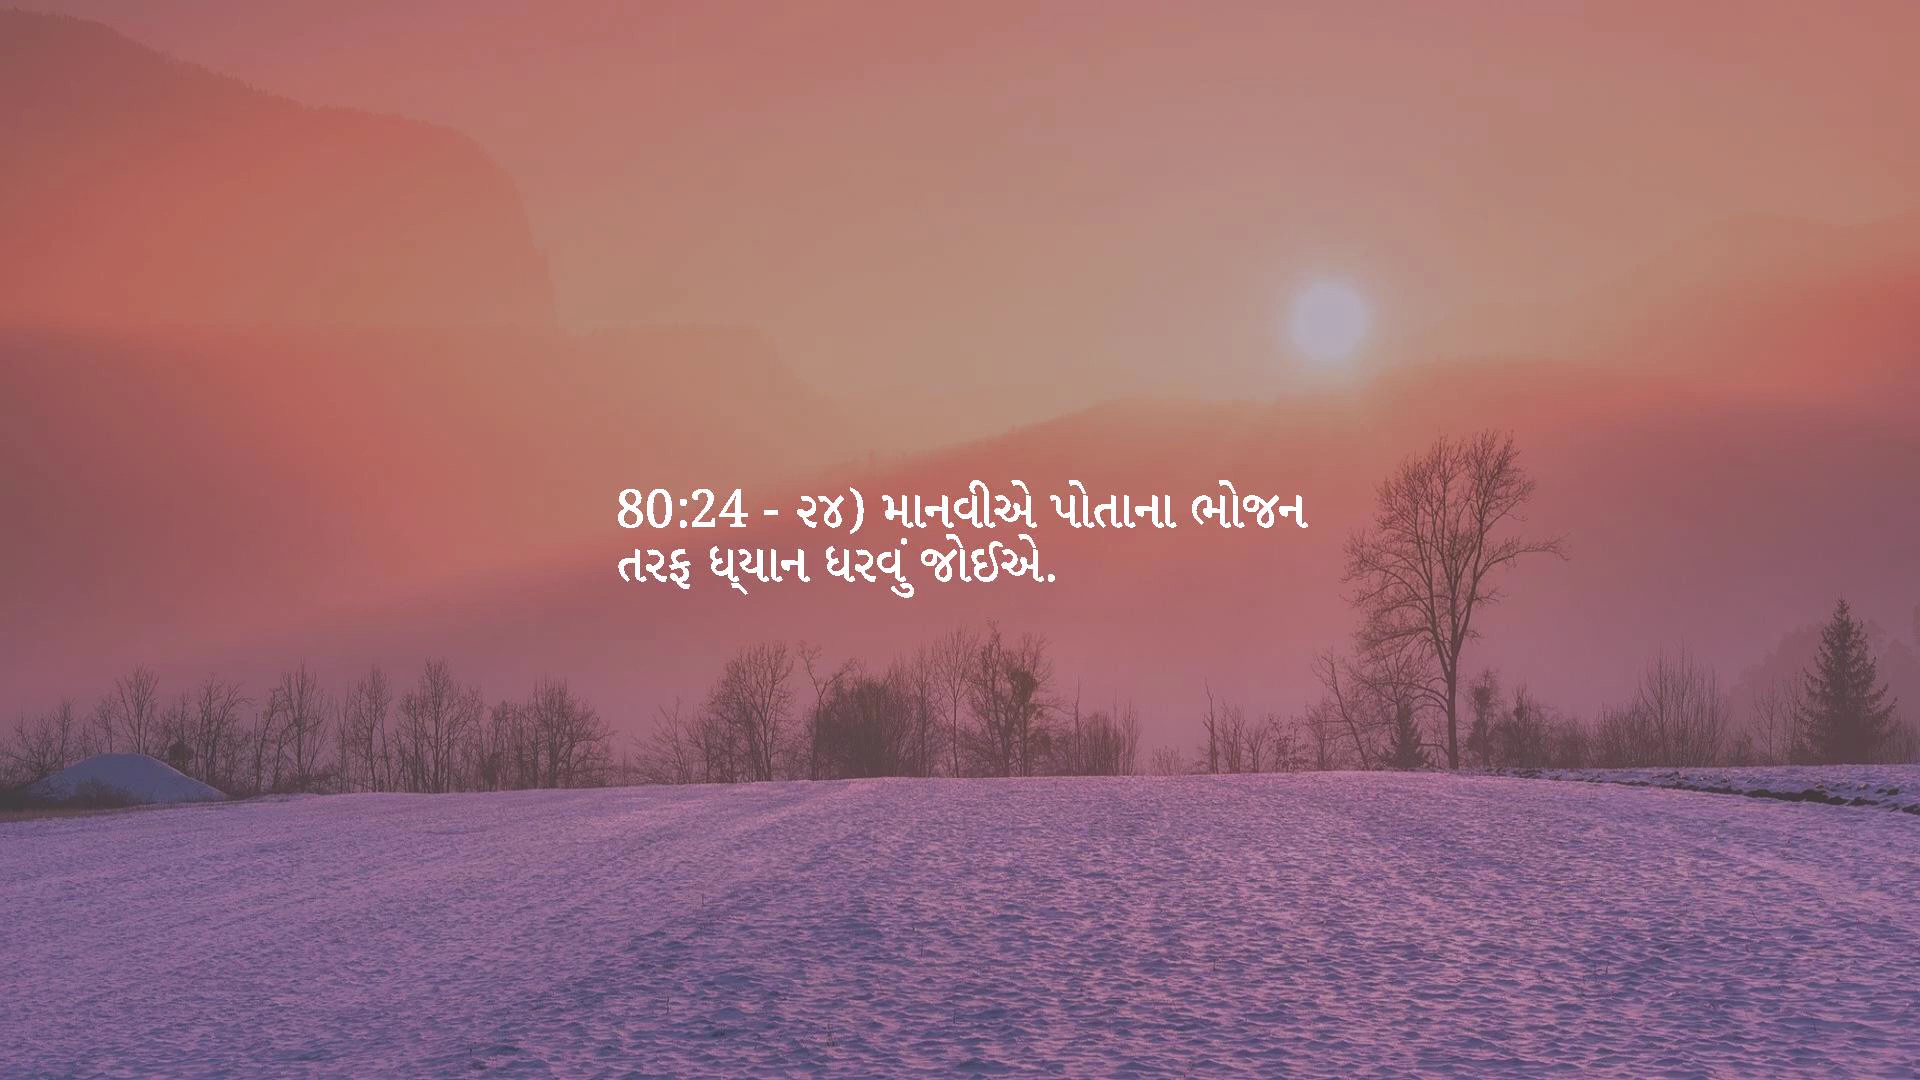 80:24 - ૨૪) માનવીએ પોતાના ભોજન
તરફ ધ્યાન ધરવું જોઈએ.